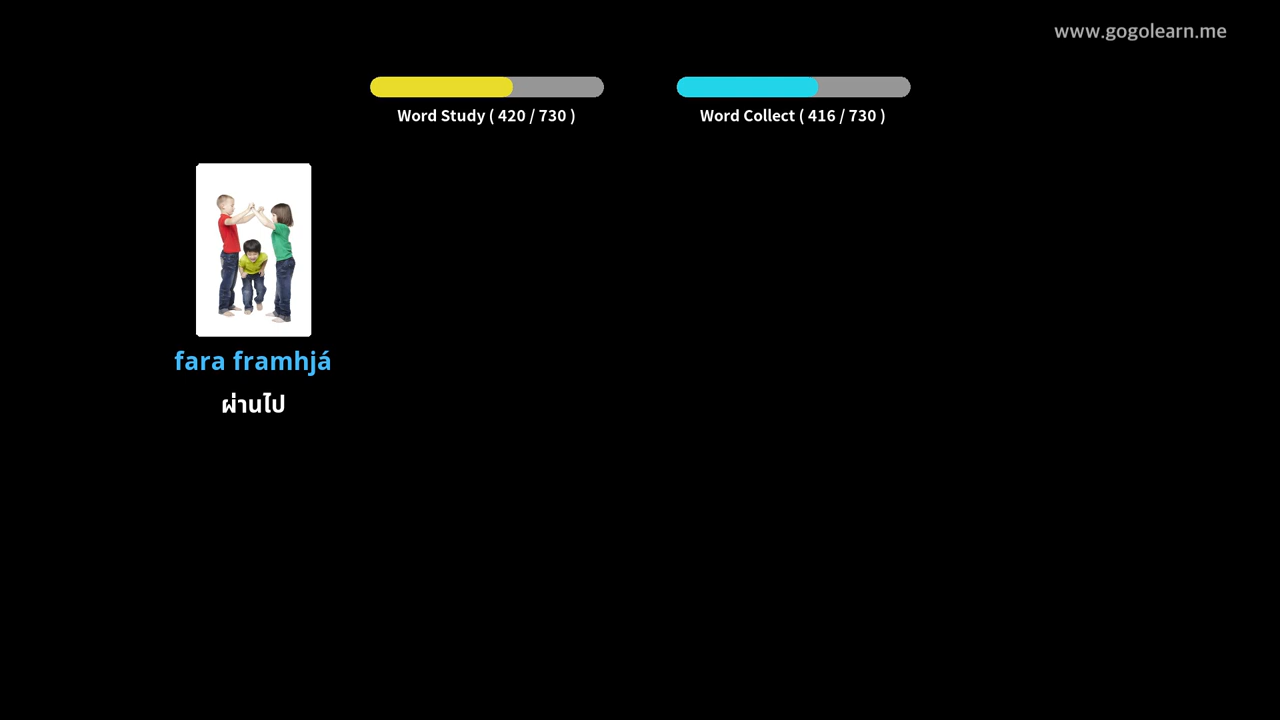 www.gogolearn.me
Word Study ( 420 / 730 )
Word Collect ( 416 / 730 )
fara framhjá
ผ่านไป